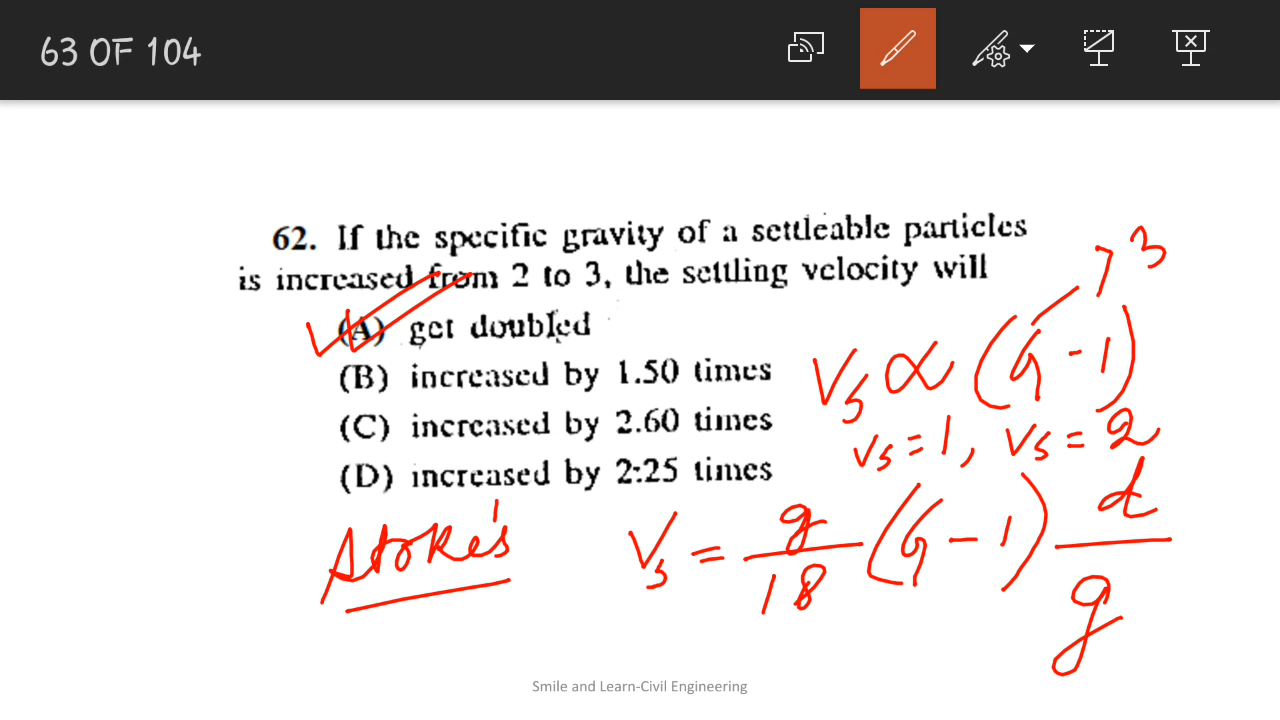 63 OF 104
62. If the specific gravity of a settleable particles
is increased from 2 to 3, the settling velocity will
(A) get doubled
(B) increased by 1.50 times
(C) increased by 2.60 times
(D) increased by 2:25 times
3
Vs ∝ (G - 1)
Vs = 1, Vs = 2
Stoke's
Vs = g/18 (G - 1) d/g
Smile and Learn-Civil Engineering